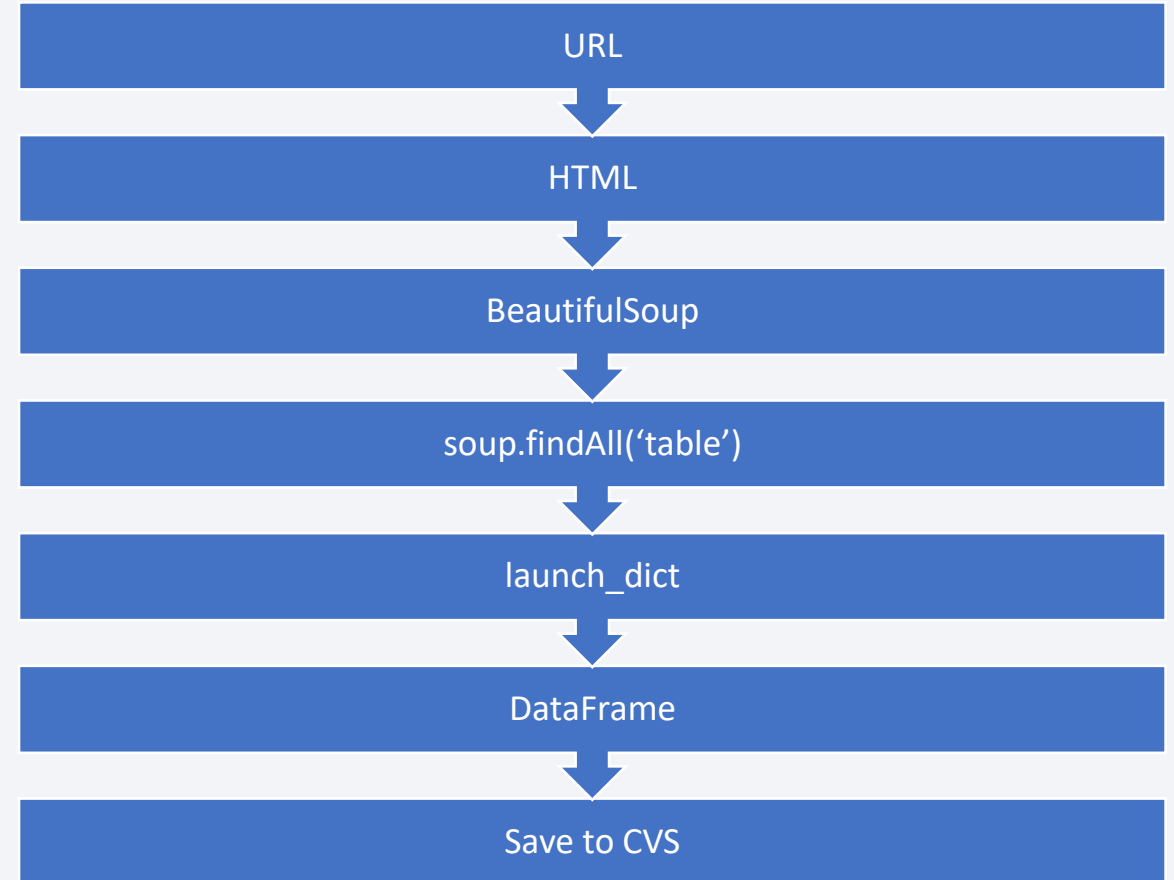 URL
HTML
BeautifulSoup
soup.findAll(‘table’)
launch_dict
DataFrame
Save to CVS